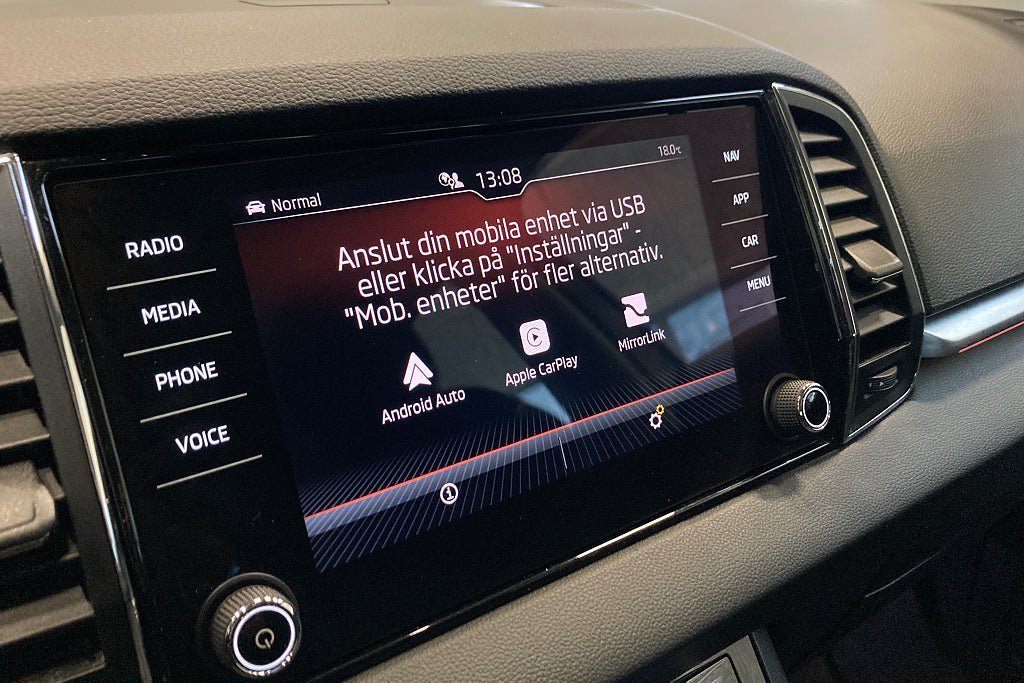 Normal
13:08
18.0°C
RADIO
MEDIA
PHONE
VOICE
Anslut din mobila enhet via USB
eller klicka på "Inställningar" -
"Mob. enheter" för fler alternativ.
Android Auto
Apple CarPlay
MirrorLink
NAV
APP
CAR
MENU